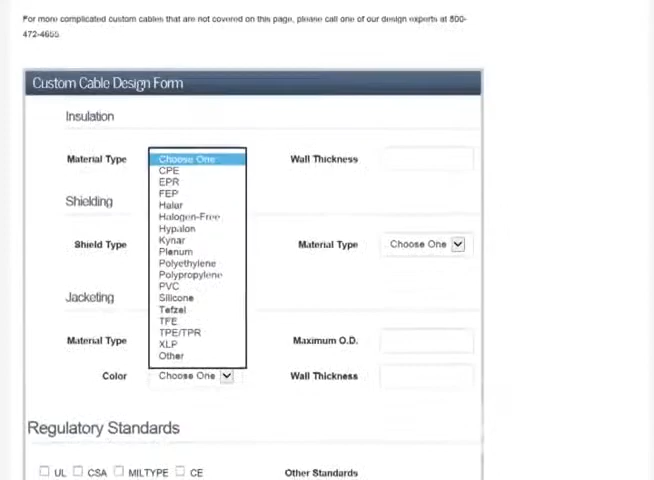 For more complicated custom cables that are not covered on this page, please call one of our design experts at 800-
472-4655
Custom Cable Design Form
Insulation
Material Type
Choose One
Wall Thickness
CPE
EPR
FEP
Halar
Shielding
Halogen-Free
Hypalon
Kynar
Shield Type
Material Type
Choose One
Plenum
Polyethylene
Polypropylene
PVC
Jacketing
Silicone
Tefzel
TFE
TPE/TPR
Material Type
Maximum O.D.
XLP
Other
Color
Choose One
Wall Thickness
Regulatory Standards
UL CSA MILTYPE CE
Other Standards